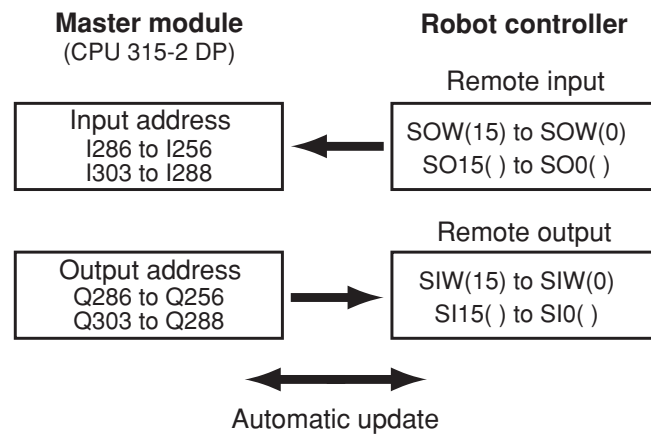 Master module
(CPU 315-2 DP)
Robot controller
Remote input
Input address
I286 to I256
I303 to I288
SOW(15) to SOW(0)
SO15( ) to SO0( )
Remote output
Output address
Q286 to Q256
Q303 to Q288
SIW(15) to SIW(0)
SI15( ) to SI0( )
Automatic update